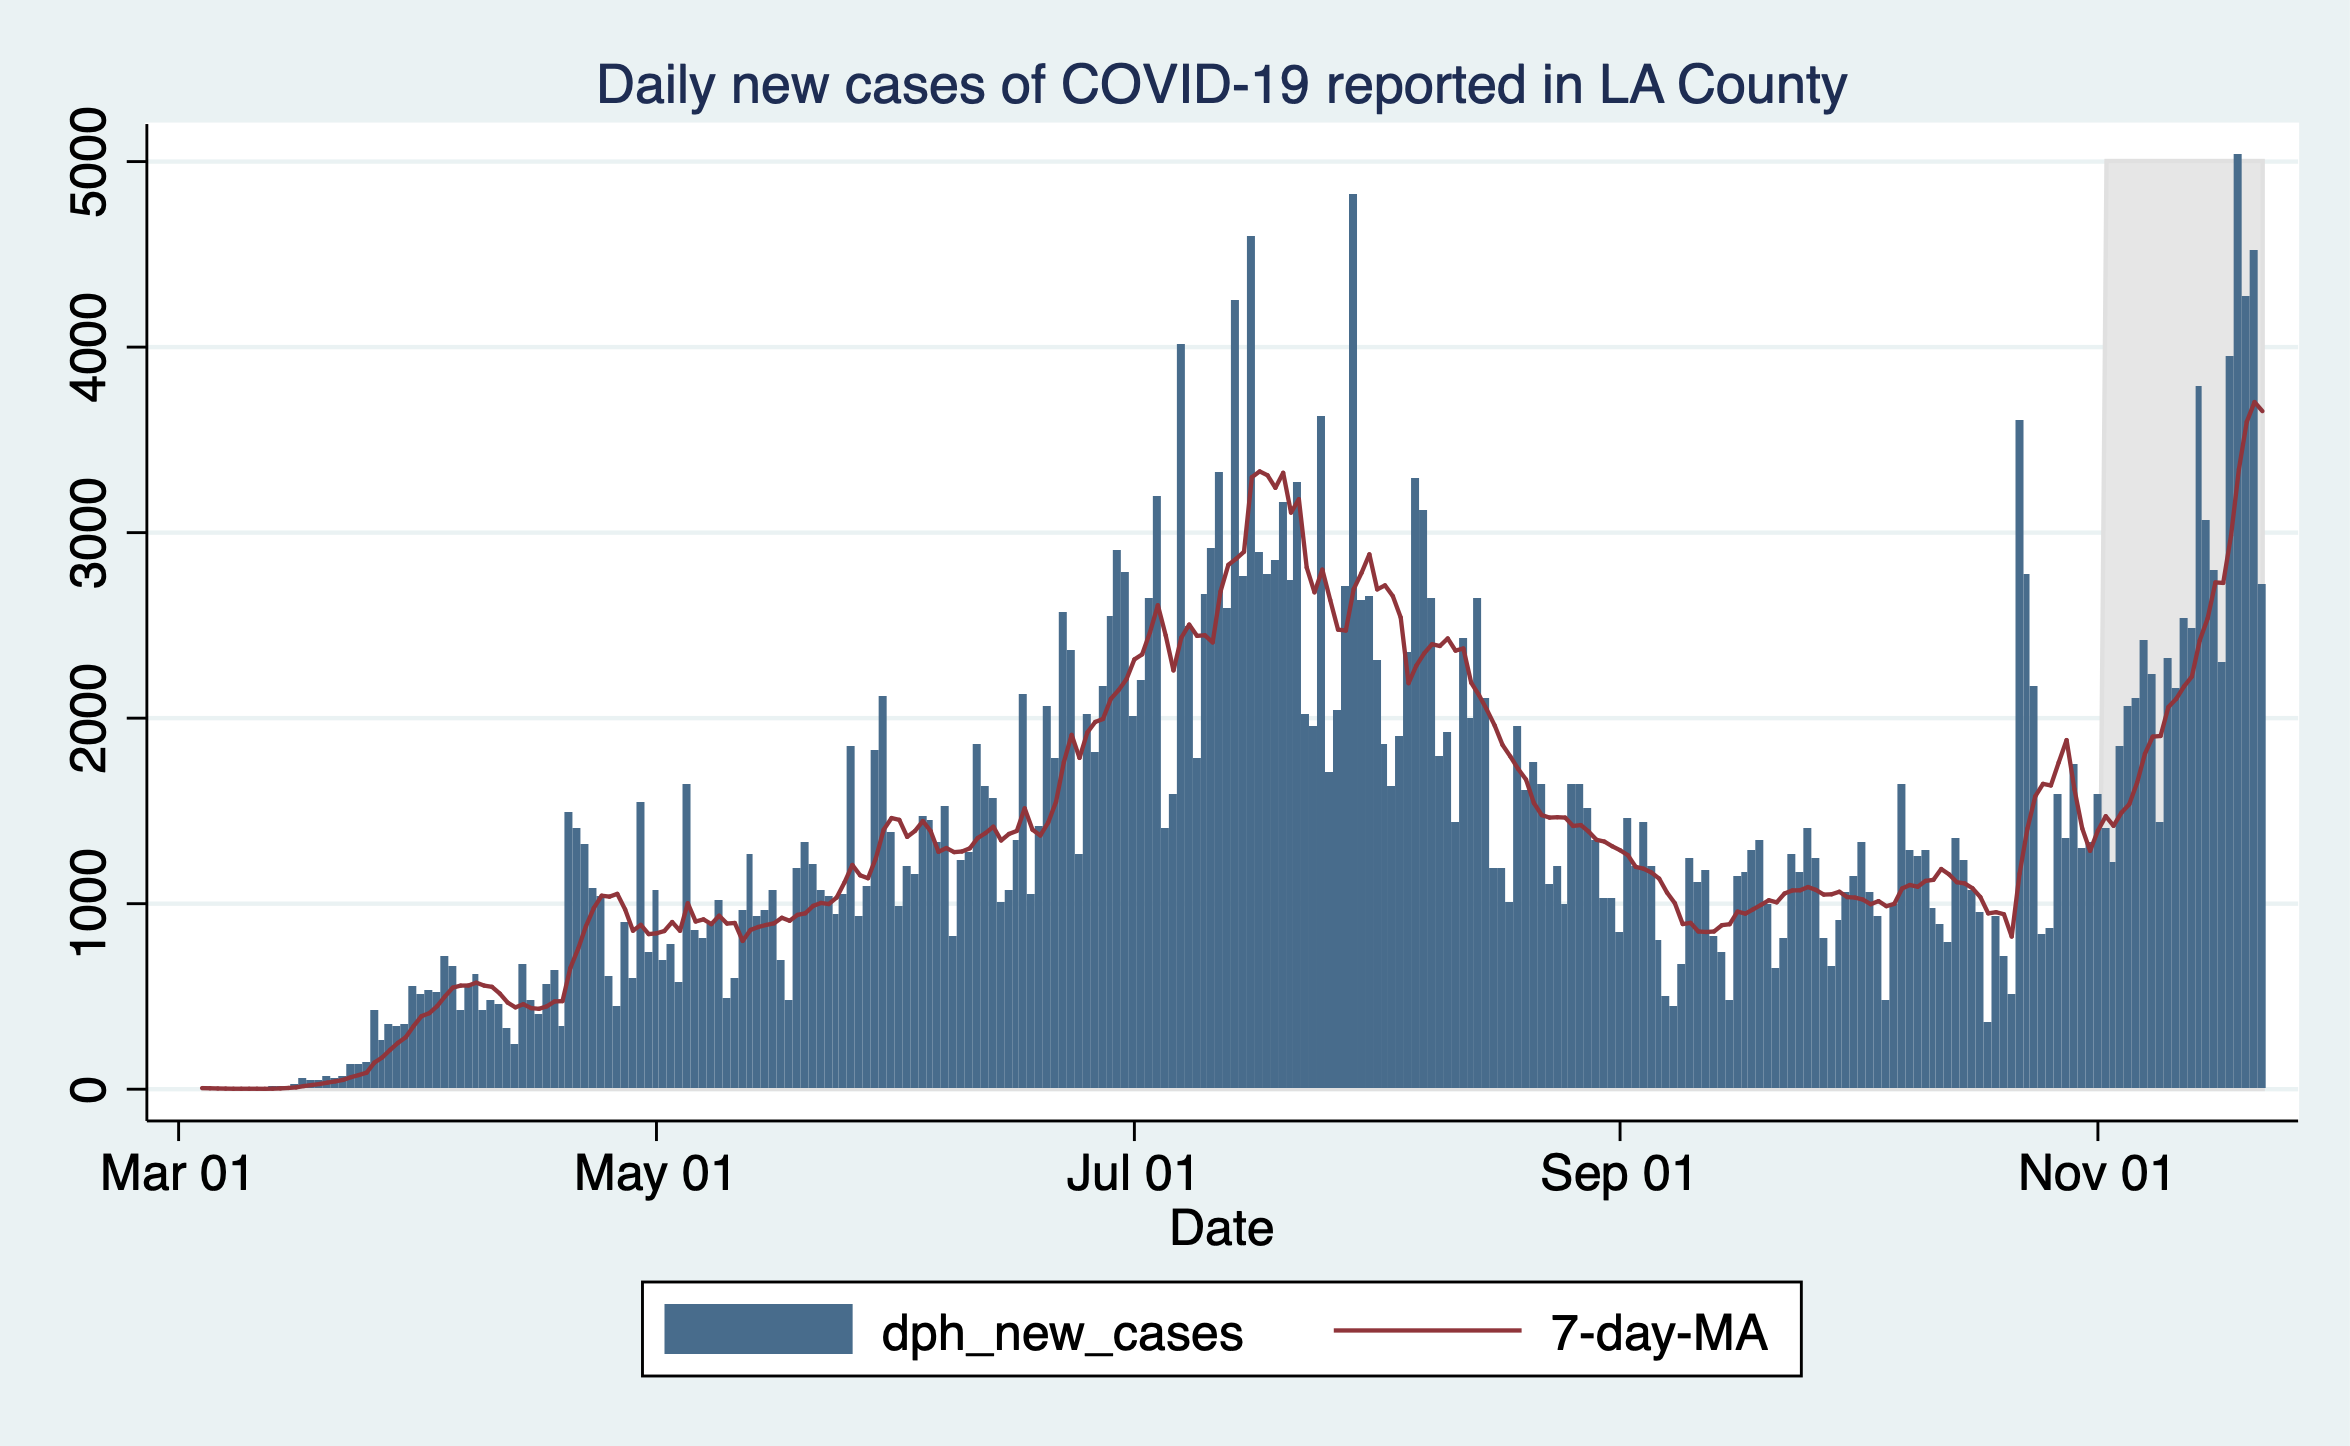 Daily new cases of COVID-19 reported in LA County
5000
4000
3000
2000
1000
0
Mar 01 May 01 Jul 01 Sep 01 Nov 01
Date
dph_new_cases 7-day-MA